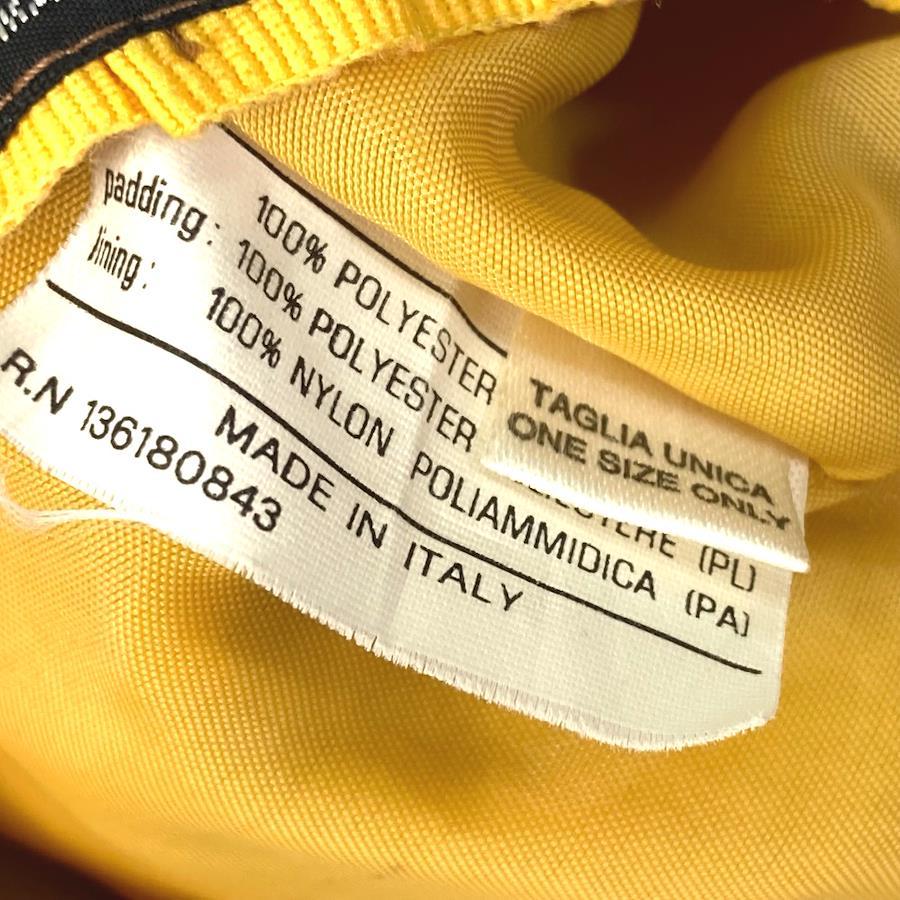 100% POLYESTER
padding: 100% POLYESTER (PL)
lining: 100% NYLON POLIAMMIDICA (PA)
MADE IN ITALY
R.N 136180843
TAGLIA UNICA
ONE SIZE ONLY